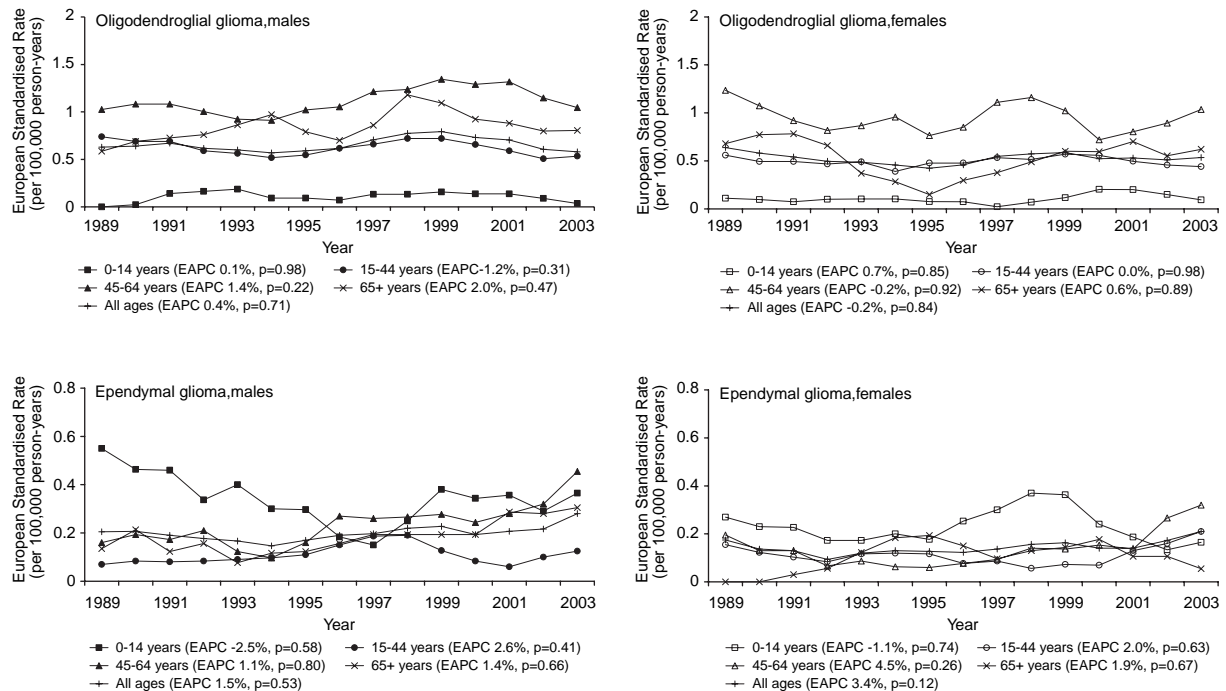 Oligodendroglial glioma,males
European Standardised Rate
(per 100,000 person-years)
2
1.5
1
0.5
0
1989 1991 1993 1995 1997 1999 2001 2003
Year
0-14 years (EAPC 0.1%, p=0.98) 15-44 years (EAPC-1.2%, p=0.31)
45-64 years (EAPC 1.4%, p=0.22) 65+ years (EAPC 2.0%, p=0.47)
All ages (EAPC 0.4%, p=0.71)
Oligodendroglial glioma,females
European Standardised Rate
(per 100,000 person-years)
2
1.5
1
0.5
0
1989 1991 1993 1995 1997 1999 2001 2003
Year
0-14 years (EAPC 0.7%, p=0.85) 15-44 years (EAPC 0.0%, p=0.98)
45-64 years (EAPC -0.2%, p=0.92) 65+ years (EAPC 0.6%, p=0.89)
All ages (EAPC -0.2%, p=0.84)
Ependymal glioma,males
European Standardised Rate
(per 100,000 person-years)
0.8
0.6
0.4
0.2
0
1989 1991 1993 1995 1997 1999 2001 2003
Year
0-14 years (EAPC -2.5%, p=0.58) 15-44 years (EAPC 2.6%, p=0.41)
45-64 years (EAPC 1.1%, p=0.80) 65+ years (EAPC 1.4%, p=0.66)
All ages (EAPC 1.5%, p=0.53)
Ependymal glioma,females
European Standardised Rate
(per 100,000 person-years)
0.8
0.6
0.4
0.2
0
1989 1991 1993 1995 1997 1999 2001 2003
Year
0-14 years (EAPC -1.1%, p=0.74) 15-44 years (EAPC 2.0%, p=0.63)
45-64 years (EAPC 4.5%, p=0.26) 65+ years (EAPC 1.9%, p=0.67)
All ages (EAPC 3.4%, p=0.12)